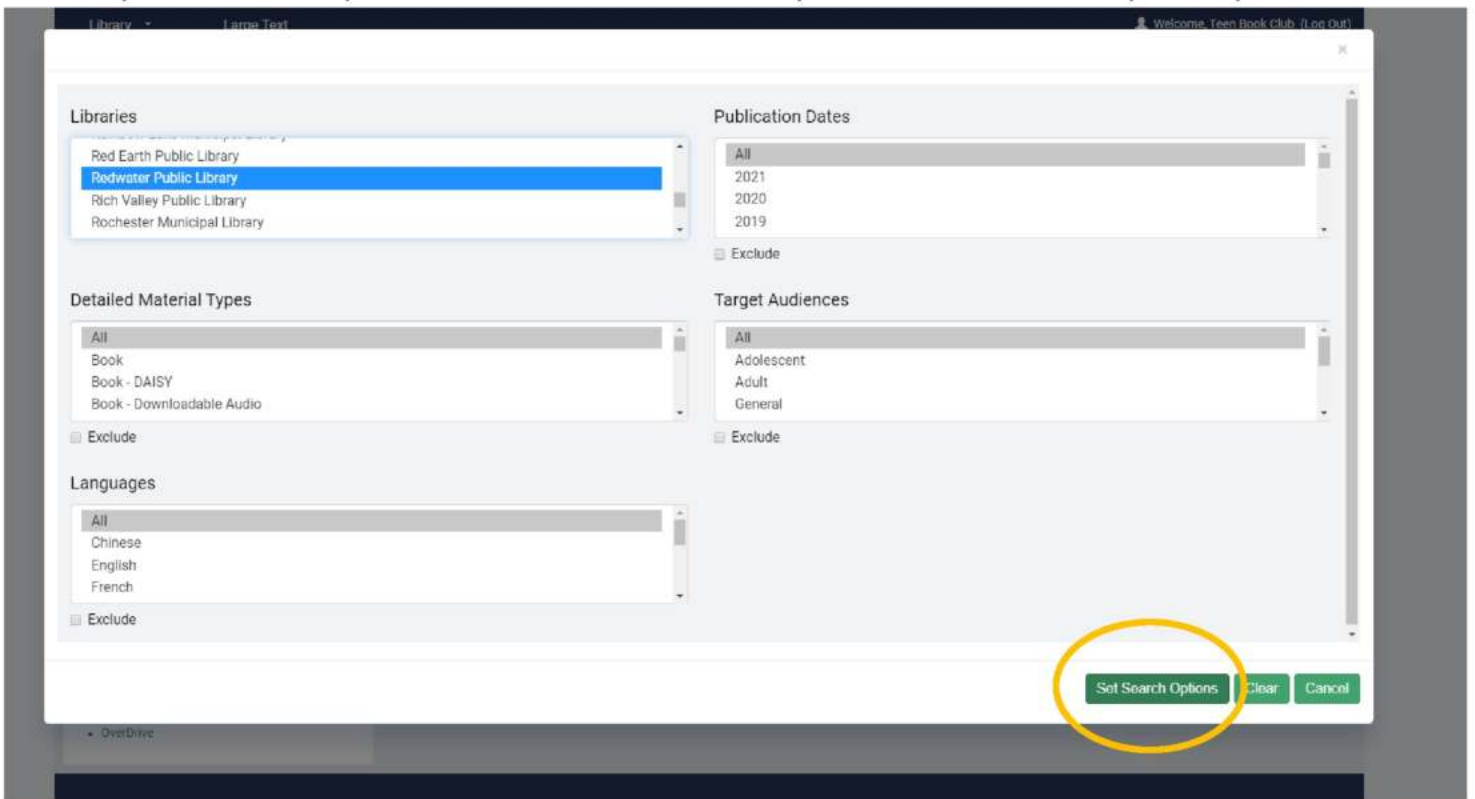 Library Large Text Welcome, Teen Book Club (Log Out)
×
Libraries
Red Earth Public Library
Redwater Public Library
Rich Valley Public Library
Rochester Municipal Library
Publication Dates
All
2021
2020
2019
Exclude
Detailed Material Types
All
Book
Book - DAISY
Book - Downloadable Audio
Exclude
Target Audiences
All
Adolescent
Adult
General
Exclude
Languages
All
Chinese
English
French
Exclude
Set Search Options Clear Cancel
• OverDrive